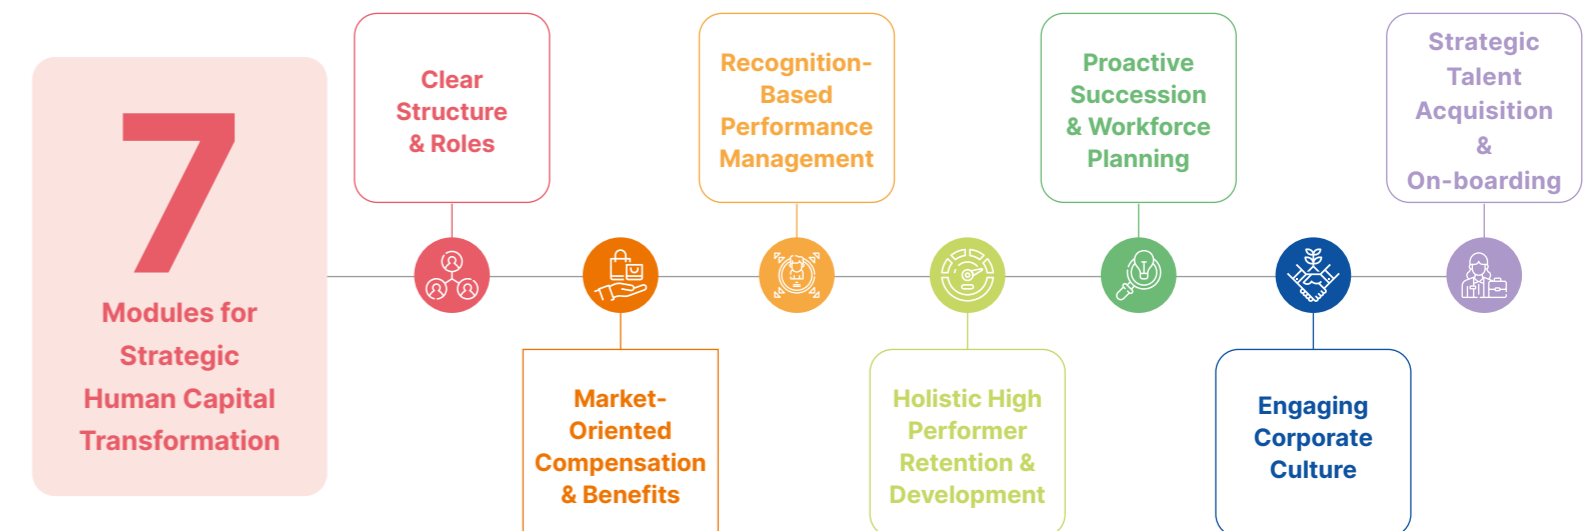 7
Modules for
Strategic
Human Capital
Transformation
Clear
Structure
& Roles
Market-
Oriented
Compensation
& Benefits
Recognition-
Based
Performance
Management
Holistic High
Performer
Retention &
Development
Proactive
Succession
& Workforce
Planning
Engaging
Corporate
Culture
Strategic
Talent
Acquisition
&
On-boarding